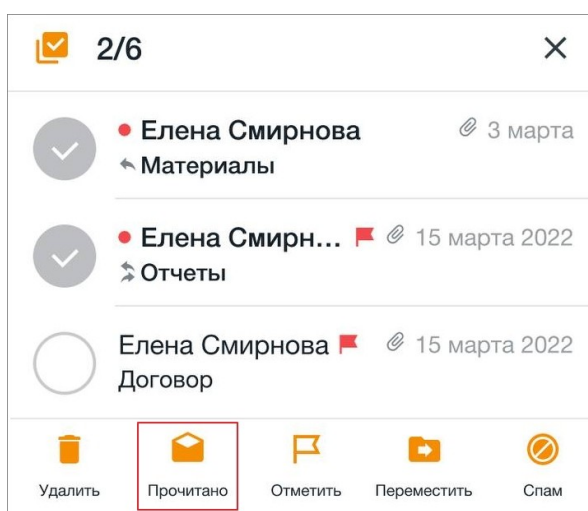 2/6
Елена Смирнова 3 марта
Материалы
Елена Смирн... 15 марта 2022
Отчеты
Елена Смирнова 15 марта 2022
Договор
Удалить Прочитано Отметить Переместить Спам